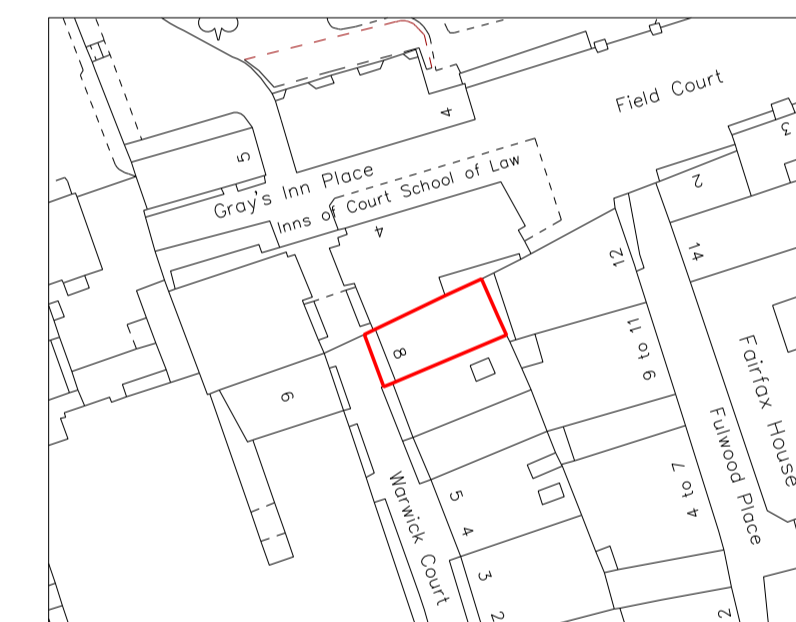 Field Court
3
4
5
Gray's Inn Place
Inns of Court School of Law
4
2
14
12
8
9 to 11
6
Fairfax House
Fulwood Place
Warwick Court
5
4
4 to 7
3
2
2